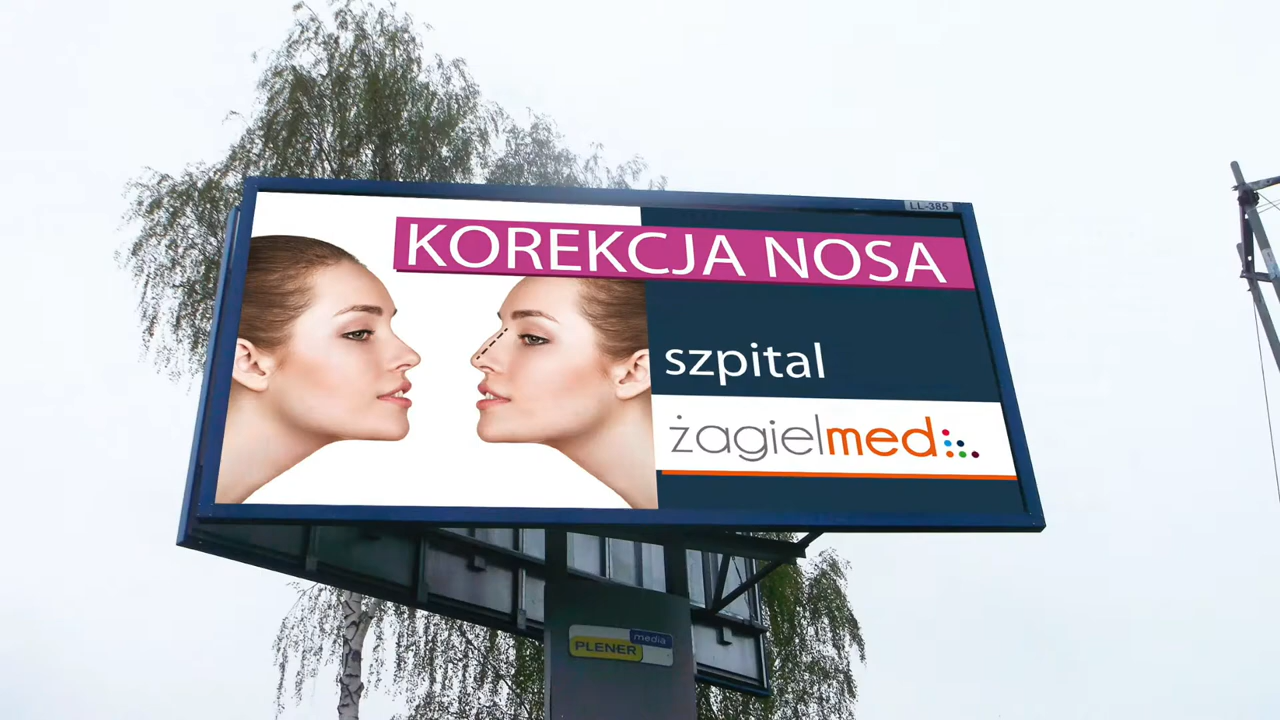 LL-385
KOREKCJA NOSA
szpital
żagielmed
media
PLENER